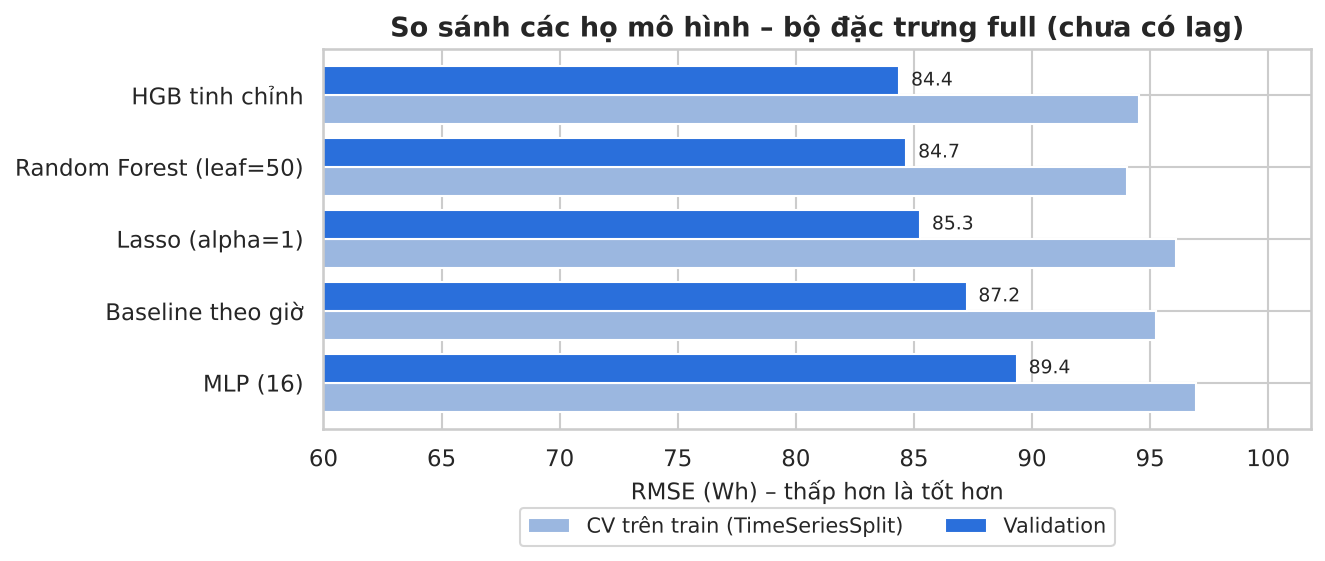 So sánh các họ mô hình – bộ đặc trưng full (chưa có lag)
HGB tinh chỉnh
84.4
Random Forest (leaf=50)
84.7
Lasso (alpha=1)
85.3
Baseline theo giờ
87.2
MLP (16)
89.4
60 65 70 75 80 85 90 95 100
RMSE (Wh) – thấp hơn là tốt hơn
CV trên train (TimeSeriesSplit) Validation